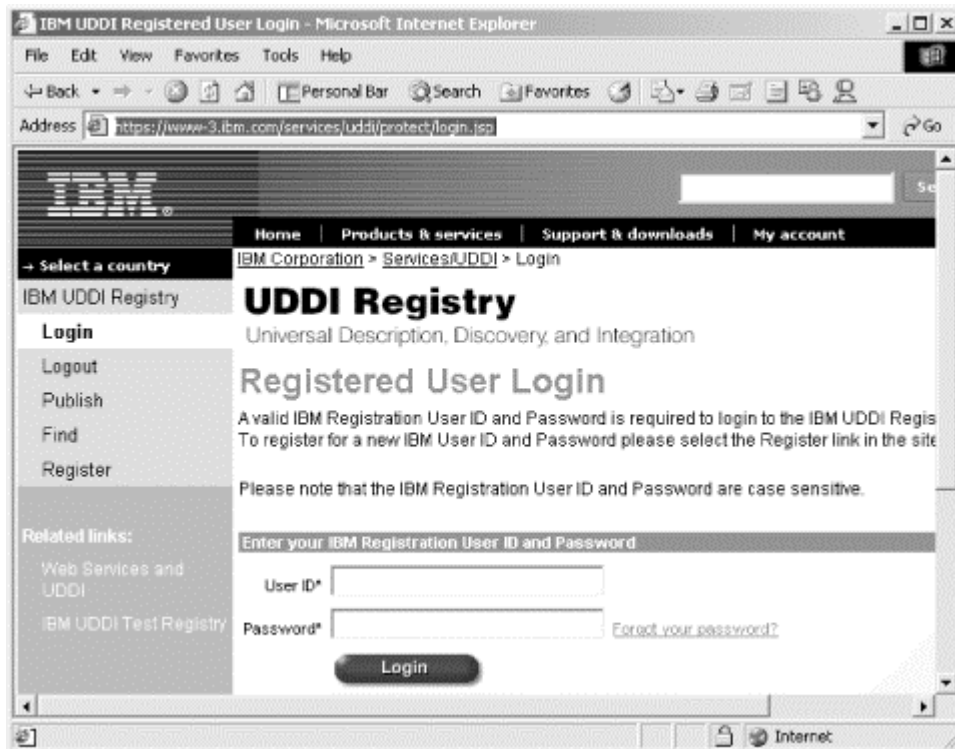 IBM UDDI Registered User Login - Microsoft Internet Explorer
File Edit View Favorites Tools Help
Back Personal Bar Search Favorites
Address https://www-3.ibm.com/services/uddi/protect/login.jsp Go
IBM®
Se
Home | Products & services | Support & downloads | My account
→ Select a country
IBM Corporation > Services/UDDI > Login
IBM UDDI Registry
Login
Logout
Publish
Find
Register
Related links:
Web Services and
UDDI
IBM UDDI Test Registry
UDDI Registry
Universal Description, Discovery, and Integration
Registered User Login
A valid IBM Registration User ID and Password is required to login to the IBM UDDI Regis
To register for a new IBM User ID and Password please select the Register link in the site
Please note that the IBM Registration User ID and Password are case sensitive.
Enter your IBM Registration User ID and Password
User ID*
Password* Forgot your password?
Login
Internet